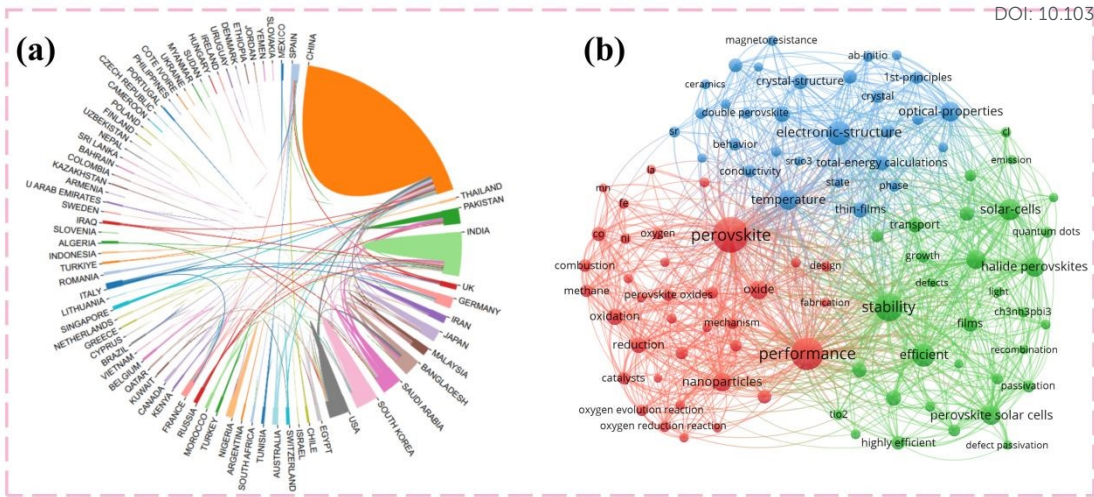 DOI: 10.103
(a)
MEXICO
SPAIN
CHINA
THAILAND
PAKISTAN
INDIA
UK
GERMANY
IRAN
JAPAN
MALAYSIA
BANGLADESH
SAUDI ARABIA
SOUTH KOREA
USA
EGYPT
CHILE
ISRAEL
SWITZERLAND
AUSTRALIA
TUNISIA
SOUTH AFRICA
ARGENTINA
NIGERIA
TURKEY
MOROCCO
RUSSIA
FRANCE
KENYA
CANADA
KUWAIT
QATAR
BELGIUM
VIETNAM
BRAZIL
CYPRUS
GREECE
NETHERLANDS
SINGAPORE
LITHUANIA
ITALY
ROMANIA
TURKIYE
INDONESIA
ALGERIA
SLOVENIA
IRAQ
SWEDEN
U ARAB EMIRATES
ARMENIA
KAZAKHSTAN
COLOMBIA
BAHRAIN
SRI LANKA
NEPAL
UZBEKISTAN
FINLAND
POLAND
CAMEROON
CZECH REPUBLIC
PORTUGAL
PHILIPPINES
COTE IVOIRE
UKRAINE
MYANMAR
SUDAN
HUNGARY
IRELAND
URUGUAY
DENMARK
ETHIOPIA
JORDAN
YEMEN
SLOVAKIA
(b)
magnetoresistance
ab-initio
ceramics
crystal-structure
1st-principles
crystal
double perovskite
optical-properties
sr
electronic-structure
cl
behavior
srtio3
total-energy calculations
emission
la
conductivity
state
phase
mn
temperature
thin-films
solar-cells
fe
co
ni
oxygen
perovskite
transport
quantum dots
combustion
design
growth
halide perovskites
methane
perovskite oxides
oxide
defects
light
oxidation
fabrication
stability
ch3nh3pbi3
mechanism
films
reduction
performance
efficient
recombination
catalysts
nanoparticles
passivation
oxygen evolution reaction
tio2
perovskite solar cells
oxygen reduction reaction
highly efficient
defect passivation